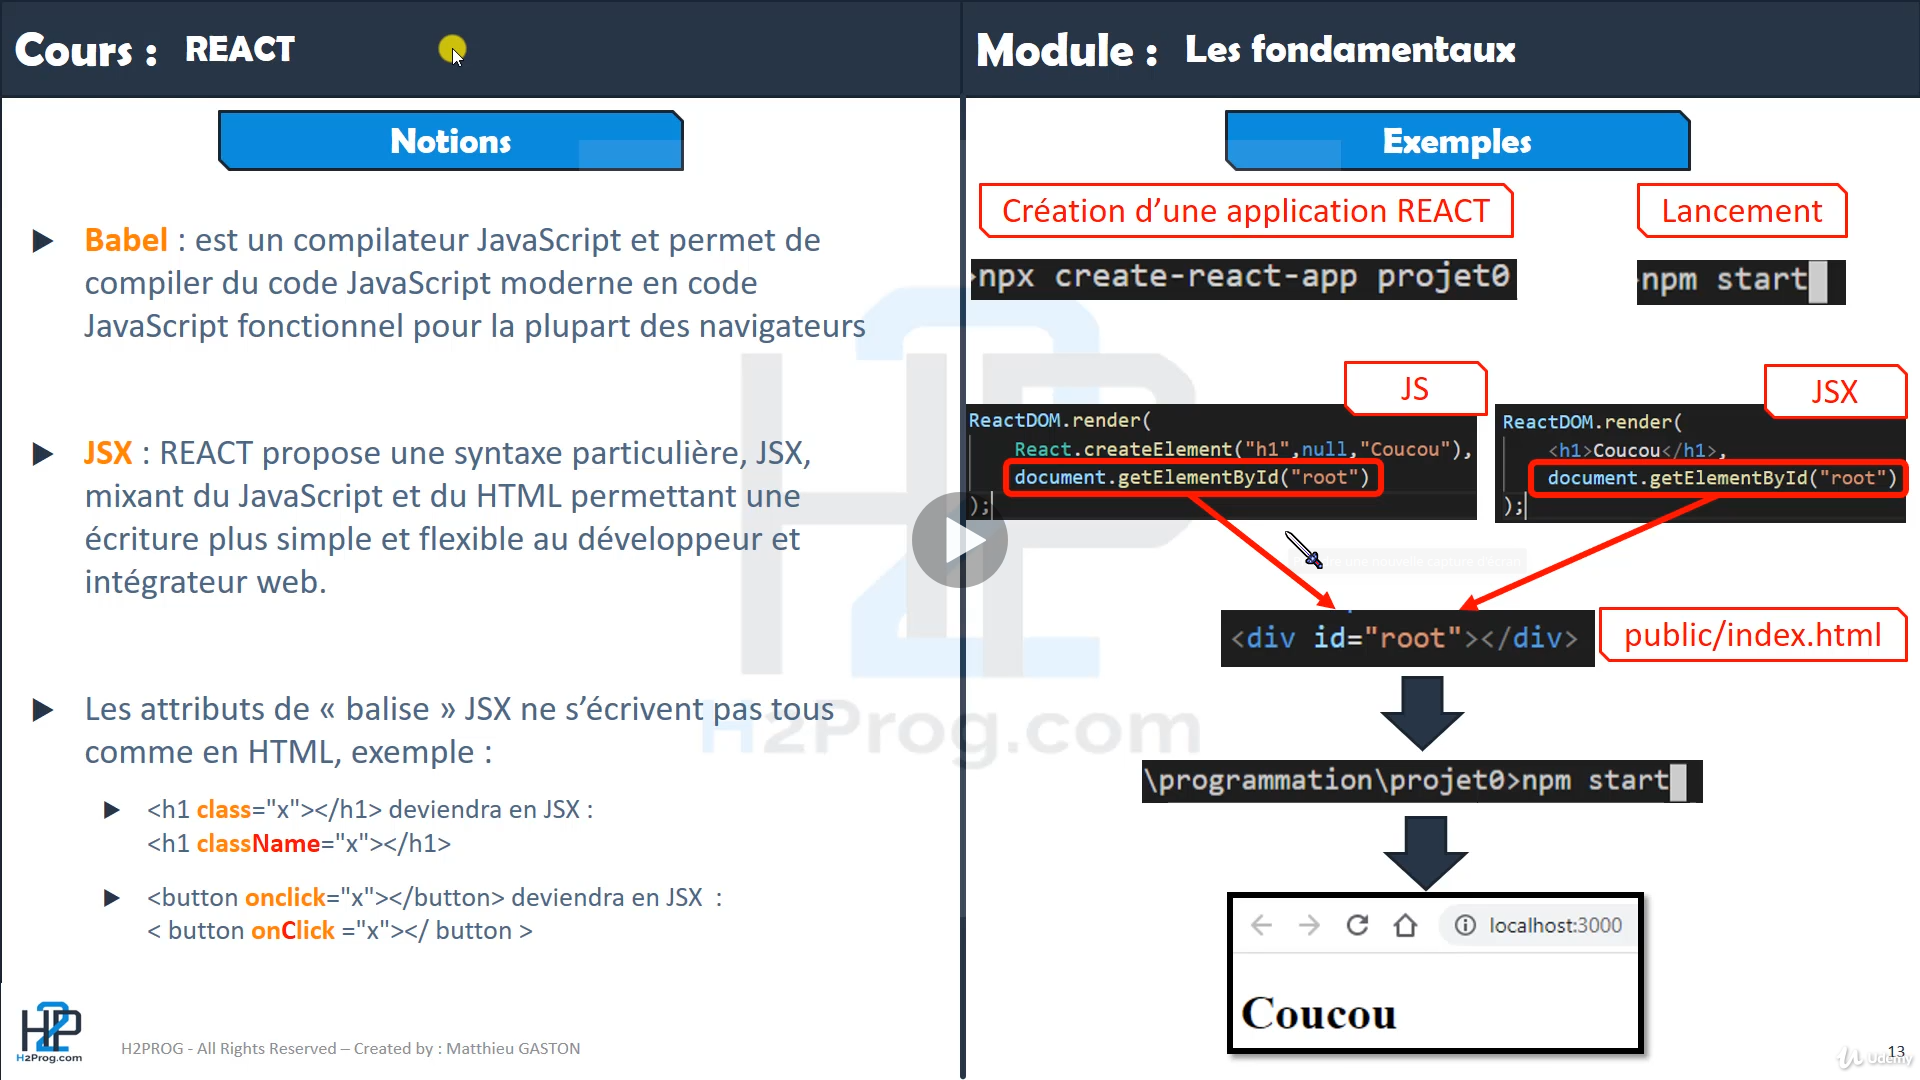 Cours : REACT
Module : Les fondamentaux
Notions
Babel : est un compilateur JavaScript et permet de
compiler du code JavaScript moderne en code
JavaScript fonctionnel pour la plupart des navigateurs
JSX : REACT propose une syntaxe particulière, JSX,
mixant du JavaScript et du HTML permettant une
écriture plus simple et flexible au développeur et
intégrateur web.
Les attributs de « balise » JSX ne s’écrivent pas tous
comme en HTML, exemple :
<h1 class="x"></h1> deviendra en JSX :
<h1 className="x"></h1>
<button onclick="x"></button> deviendra en JSX :
< button onClick ="x"></ button >
Exemples
Création d’une application REACT
>npx create-react-app projet0
Lancement
>npm start
JS
ReactDOM.render(
React.createElement("h1",null,"Coucou"),
document.getElementById("root")
);
JSX
ReactDOM.render(
<h1>Coucou</h1>,
document.getElementById("root")
);
une nouvelle capture d'écran
<div id="root"></div>
public/index.html
\programmation\projet0>npm start
localhost:3000
Coucou
H2P
H2Prog.com
H2P
H2Prog.com
H2PROG - All Rights Reserved – Created by : Matthieu GASTON
13
Udemy